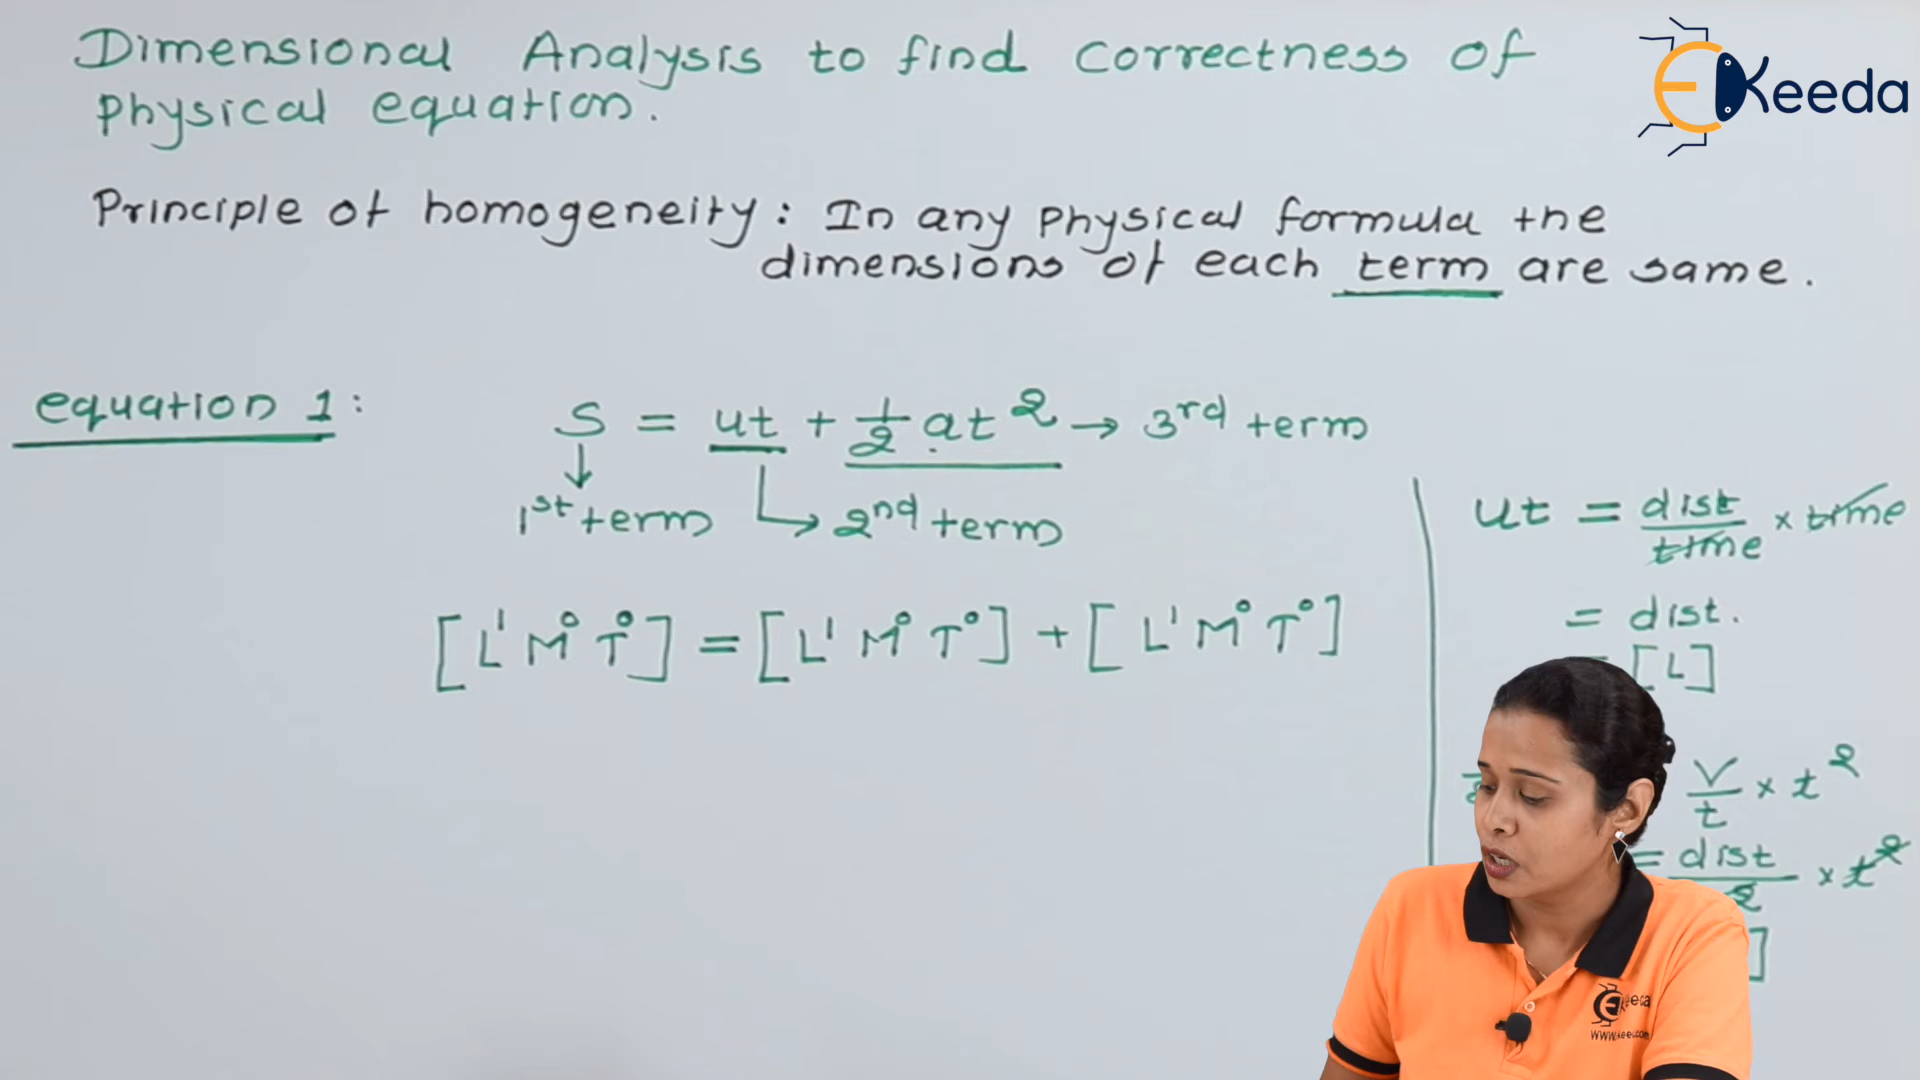 Dimensional Analysis to find correctness of
physical equation.
EKeeda
Principle of homogeneity: In any physical formula the
dimensions of each term are same.
equation 1:
S = ut + 1/2 at² → 3rd term
1st term
2nd term
[L¹ M⁰ T⁰] = [L¹ M⁰ T⁰] + [L¹ M⁰ T⁰]
ut = dist/time × time
= dist.
= [L]
v/t × t²
= dist/t² × t²
]